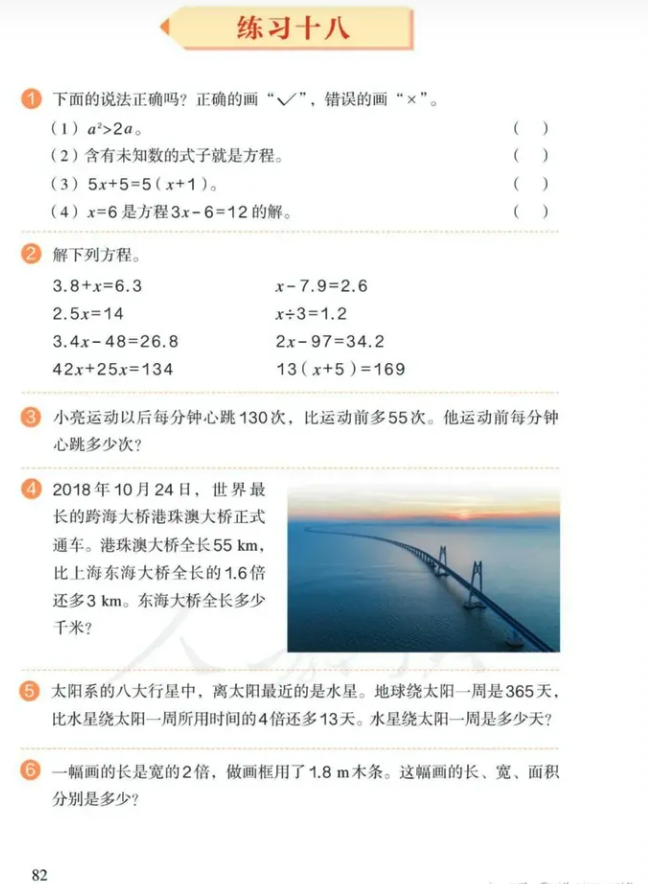 练习十八
1 下面的说法正确吗？正确的画“✓”，错误的画“×”。
（1）a²>2a。 （ ）
（2）含有未知数的式子就是方程。 （ ）
（3）5x+5=5（x+1）。 （ ）
（4）x=6是方程3x-6=12的解。 （ ）
2 解下列方程。
3.8+x=6.3 x-7.9=2.6
2.5x=14 x÷3=1.2
3.4x-48=26.8 2x-97=34.2
42x+25x=134 13（x+5）=169
3 小亮运动以后每分钟心跳130次，比运动前多55次。他运动前每分钟
心跳多少次？
4 2018年10月24日，世界最
长的跨海大桥港珠澳大桥正式
通车。港珠澳大桥全长55 km，
比上海东海大桥全长的1.6倍
还多3 km。东海大桥全长多少
千米？
5 太阳系的八大行星中，离太阳最近的是水星。地球绕太阳一周是365天，
比水星绕太阳一周所用时间的4倍还多13天。水星绕太阳一周是多少天？
6 一幅画的长是宽的2倍，做画框用了1.8 m木条。这幅画的长、宽、面积
分别是多少？
82